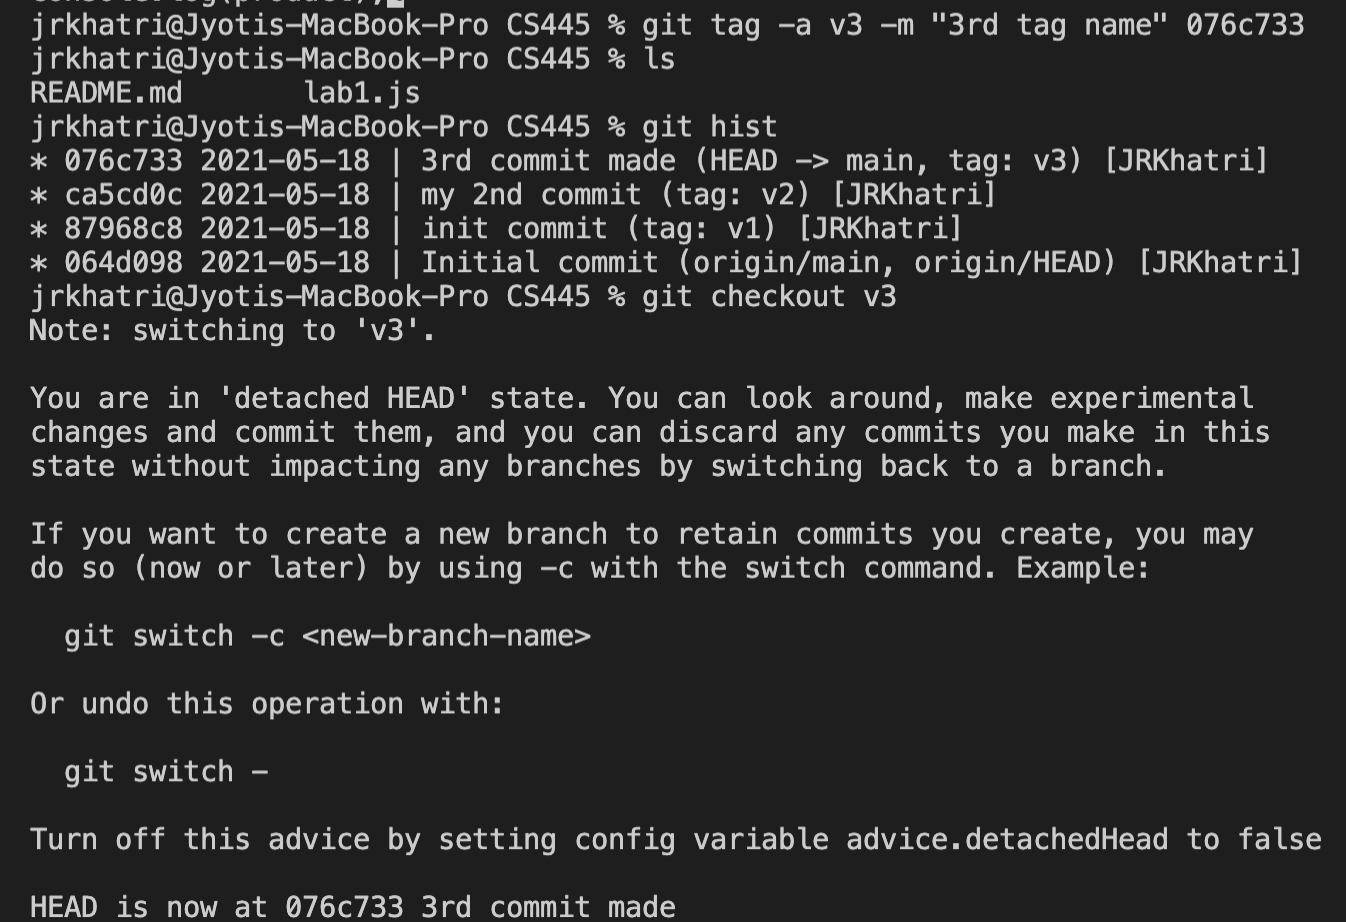 jrkhatri@Jyotis-MacBook-Pro CS445 % git tag -a v3 -m "3rd tag name" 076c733
jrkhatri@Jyotis-MacBook-Pro CS445 % ls
README.md       lab1.js
jrkhatri@Jyotis-MacBook-Pro CS445 % git hist
* 076c733 2021-05-18 | 3rd commit made (HEAD -> main, tag: v3) [JRKhatri]
* ca5cd0c 2021-05-18 | my 2nd commit (tag: v2) [JRKhatri]
* 87968c8 2021-05-18 | init commit (tag: v1) [JRKhatri]
* 064d098 2021-05-18 | Initial commit (origin/main, origin/HEAD) [JRKhatri]
jrkhatri@Jyotis-MacBook-Pro CS445 % git checkout v3
Note: switching to 'v3'.

You are in 'detached HEAD' state. You can look around, make experimental
changes and commit them, and you can discard any commits you make in this
state without impacting any branches by switching back to a branch.

If you want to create a new branch to retain commits you create, you may
do so (now or later) by using -c with the switch command. Example:

  git switch -c <new-branch-name>

Or undo this operation with:

  git switch -

Turn off this advice by setting config variable advice.detachedHead to false

HEAD is now at 076c733 3rd commit made